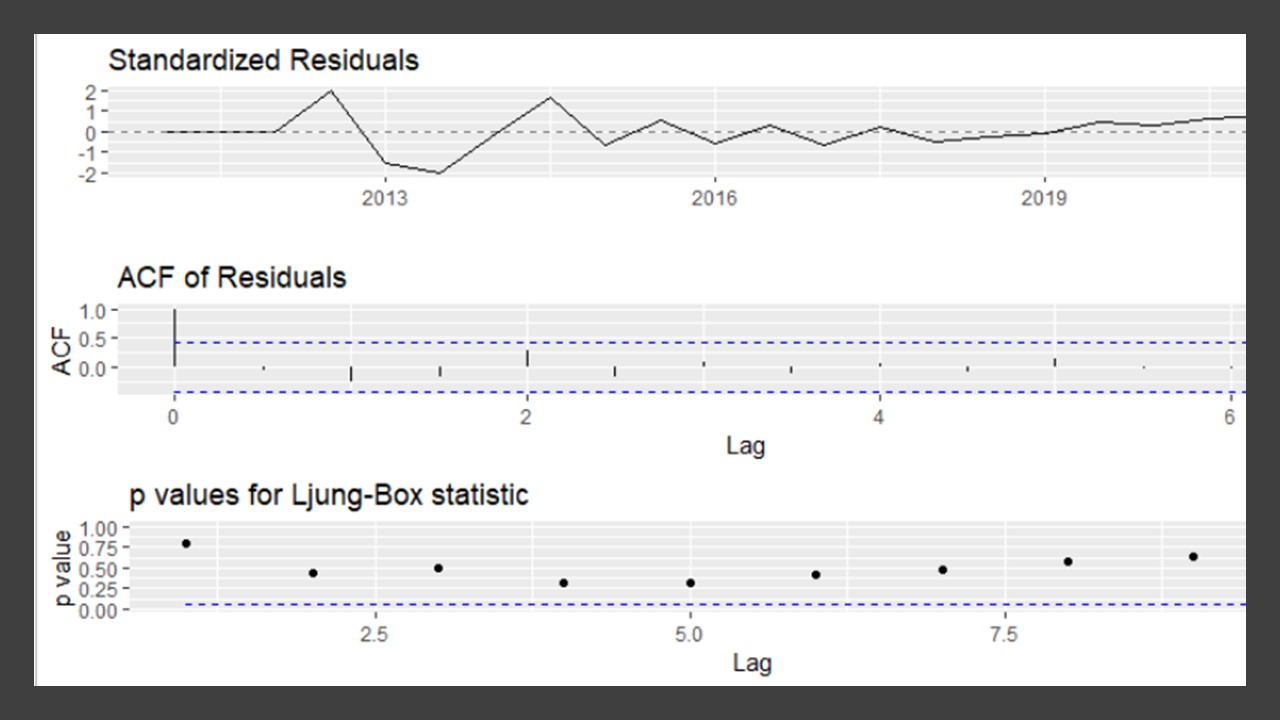 Standardized Residuals
2
1
0
-1
-2
2013 2016 2019
ACF of Residuals
ACF
1.0
0.5
0.0
0 2 4 6
Lag
p values for Ljung-Box statistic
p value
1.00
0.75
0.50
0.25
0.00
2.5 5.0 7.5
Lag